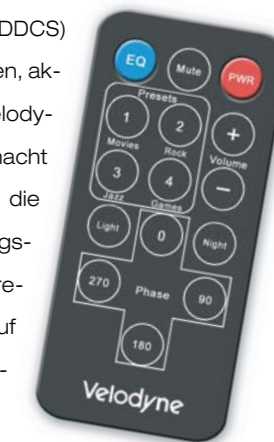 DDCS)
en, ak-
elody-
nacht
die
gs-
re-
uf
-
EQ Mute PWR
Presets
1 2 +
Movies Rock Volume
3 4 −
Jazz Games
Light 0 Night
270 Phase 90
180
Velodyne